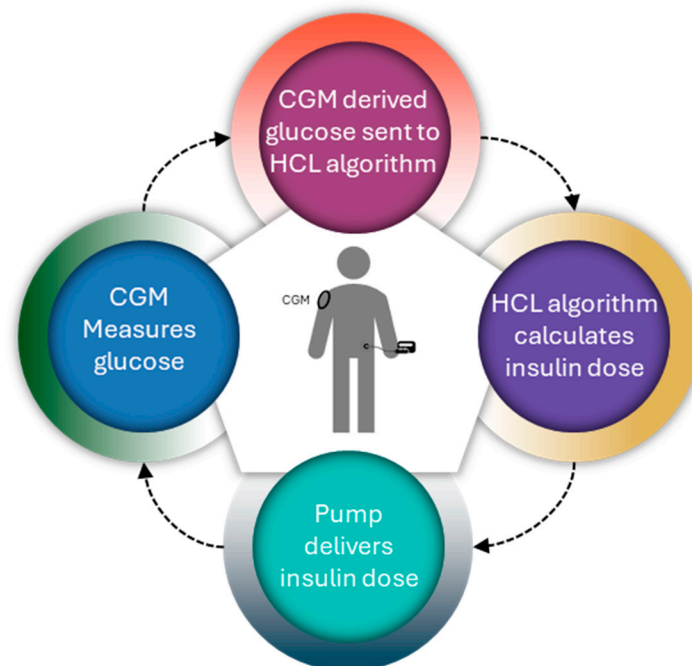 CGM derived
glucose sent to
HCL algorithm
CGM
Measures
glucose
CGM
HCL algorithm
calculates
insulin dose
Pump
delivers
insulin dose